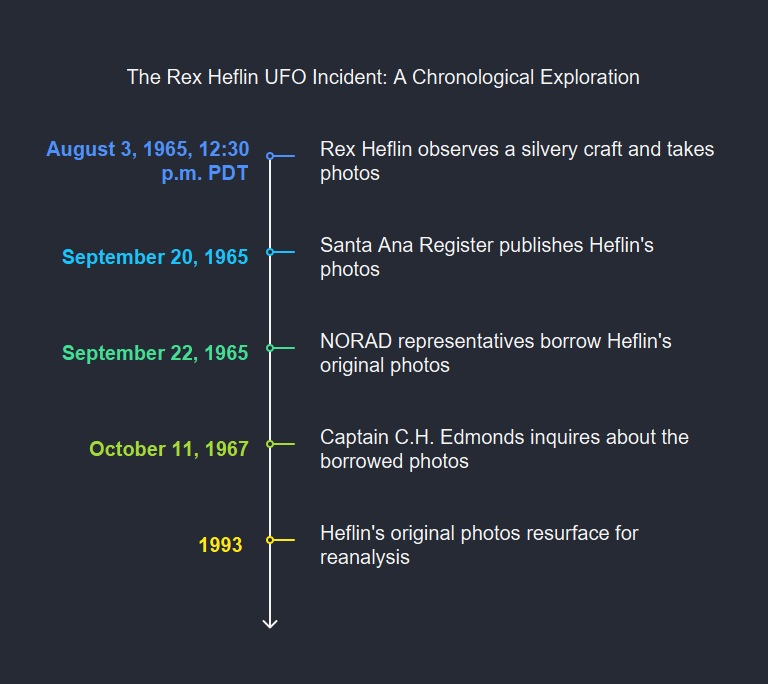 The Rex Heflin UFO Incident: A Chronological Exploration
August 3, 1965, 12:30
p.m. PDT
Rex Heflin observes a silvery craft and takes
photos
September 20, 1965
Santa Ana Register publishes Heflin's
photos
September 22, 1965
NORAD representatives borrow Heflin's
original photos
October 11, 1967
Captain C.H. Edmonds inquires about the
borrowed photos
1993
Heflin's original photos resurface for
reanalysis